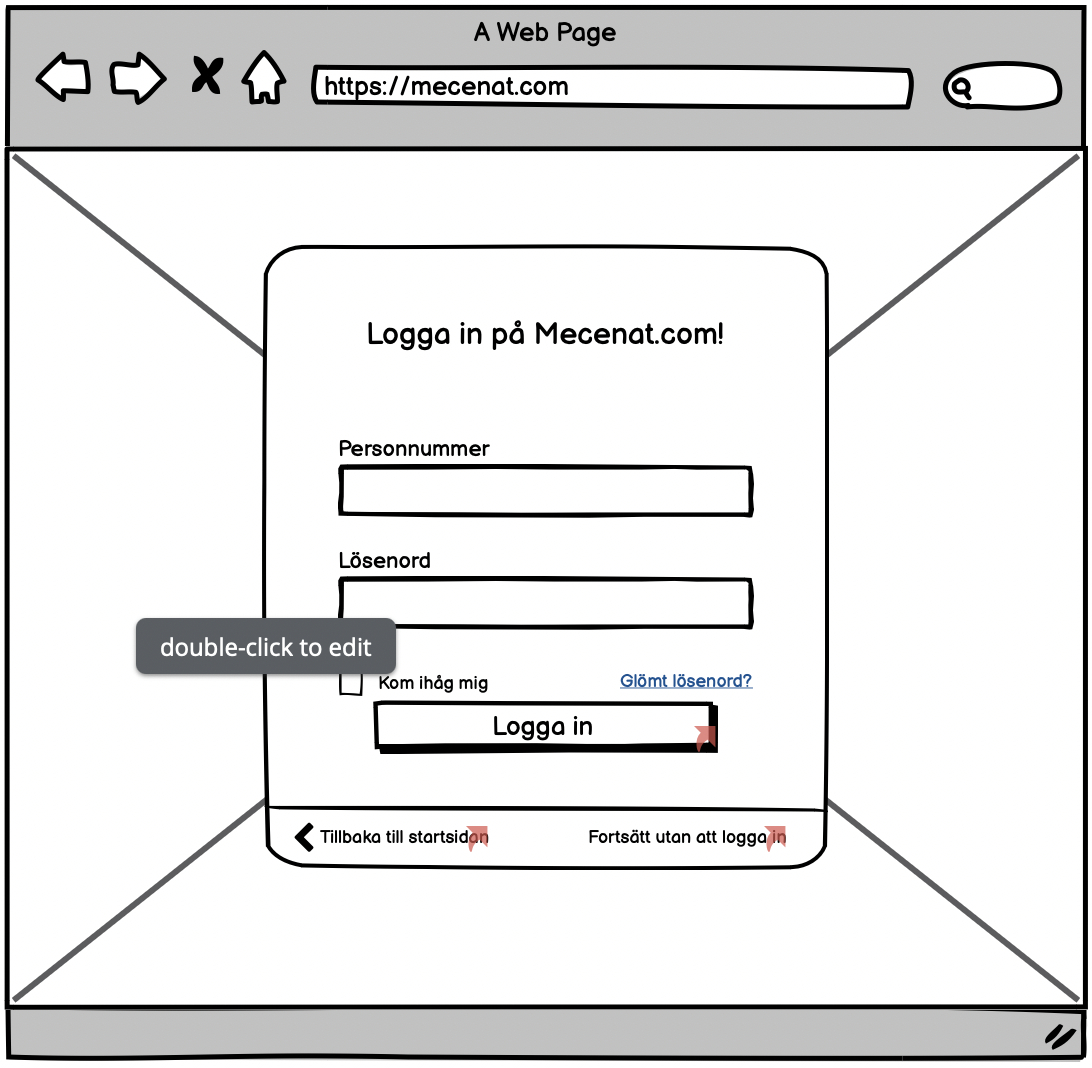 A Web Page
https://mecenat.com
Logga in på Mecenat.com!
Personnummer
Lösenord
double-click to edit
Kom ihåg mig
Glömt lösenord?
Logga in
Tillbaka till startsidan
Fortsätt utan att logga in